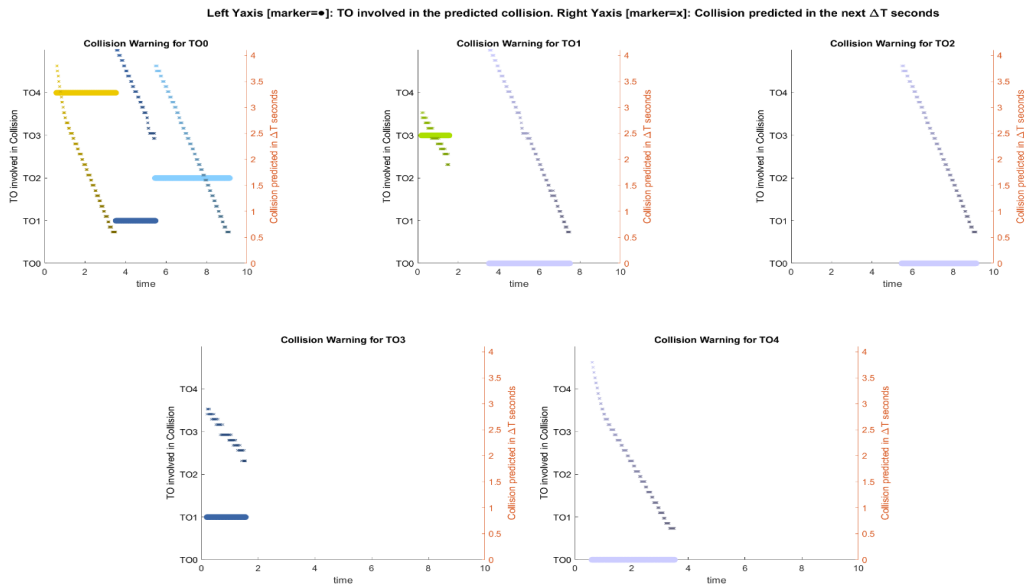 Left Yaxis [marker=●]: TO involved in the predicted collision. Right Yaxis [marker=x]: Collision predicted in the next ΔT seconds
Collision Warning for TO0
TO involved in Collision
TO4
TO3
TO2
TO1
TO0
0
2
4
6
8
10
time
4
3.5
3
2.5
2
1.5
1
0.5
0
Collision predicted in ΔT seconds
Collision Warning for TO1
TO involved in Collision
TO4
TO3
TO2
TO1
TO0
0
2
4
6
8
10
time
4
3.5
3
2.5
2
1.5
1
0.5
0
Collision predicted in ΔT seconds
Collision Warning for TO2
TO involved in Collision
TO4
TO3
TO2
TO1
TO0
0
2
4
6
8
10
time
4
3.5
3
2.5
2
1.5
1
0.5
0
Collision predicted in ΔT seconds
Collision Warning for TO3
TO involved in Collision
TO4
TO3
TO2
TO1
TO0
0
2
4
6
8
10
time
4
3.5
3
2.5
2
1.5
1
0.5
0
Collision predicted in ΔT seconds
Collision Warning for TO4
TO involved in Collision
TO4
TO3
TO2
TO1
TO0
0
2
4
6
8
10
time
4
3.5
3
2.5
2
1.5
1
0.5
0
Collision predicted in ΔT seconds